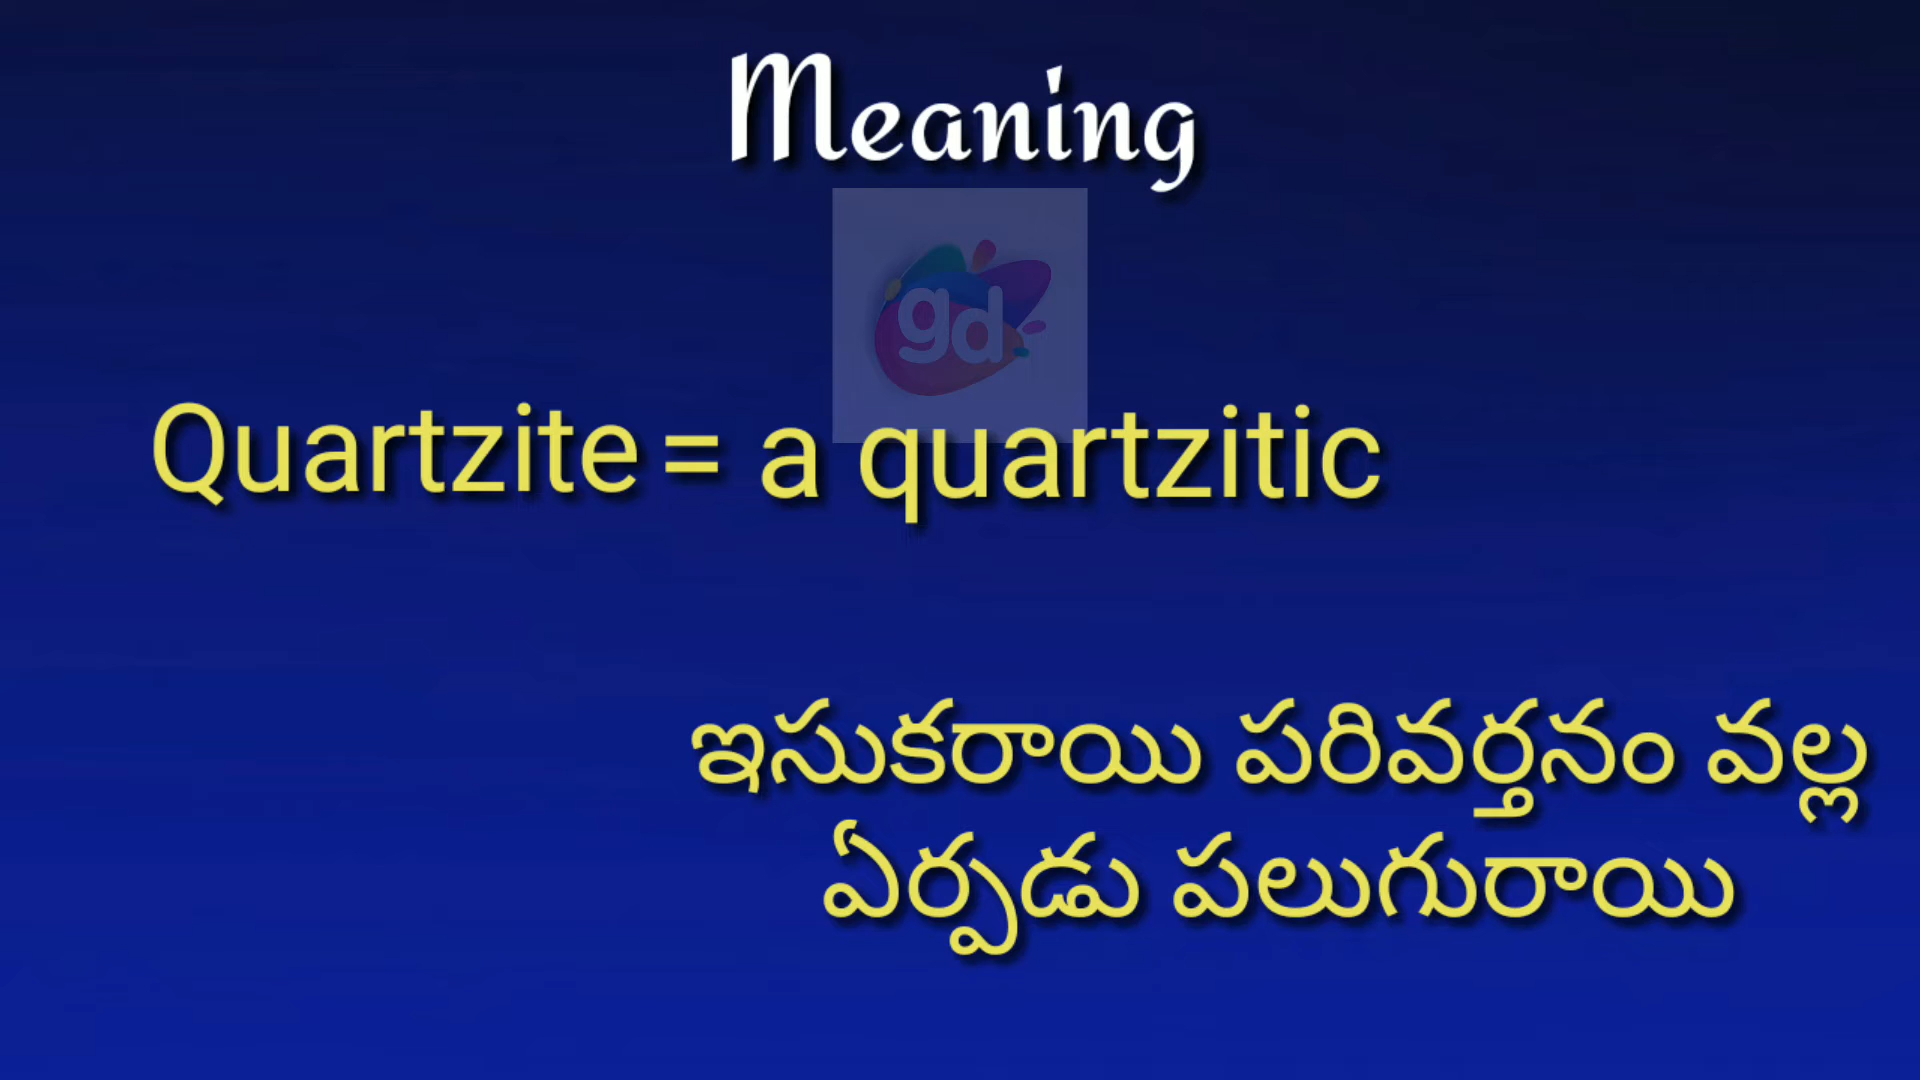 Meaning
gd
Quartzite = a quartzitic
ఇసుకరాయి పరివర్తనం వల్ల
ఏర్పడు పలుగురాయి